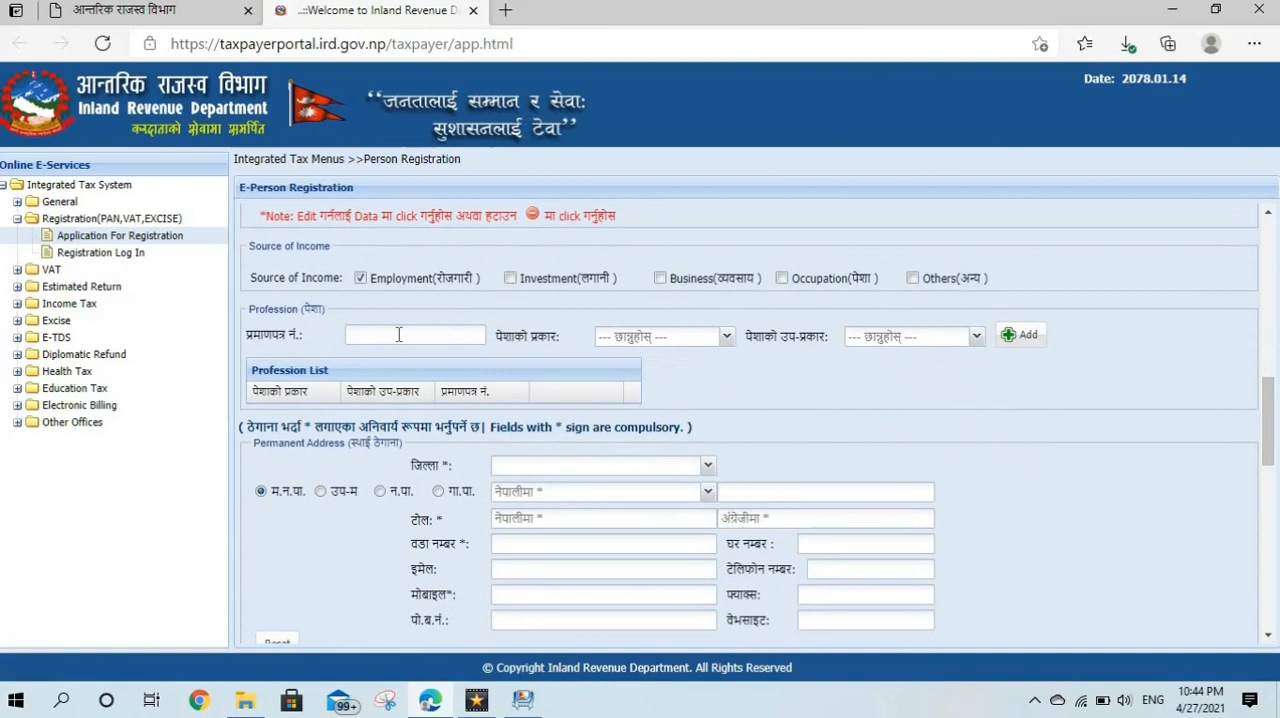 आन्तरिक राजस्व विभाग
..::Welcome to Inland Revenue D
https://taxpayerportal.ird.gov.np/taxpayer/app.html
आन्तरिक राजस्व विभाग
Inland Revenue Department
करदाताको सेवामा समर्पित
“जनतालाई सम्मान र सेवा:
सुशासनलाई टेवा”
Date: 2078.01.14
Online E-Services
Integrated Tax System
General
Registration(PAN,VAT,EXCISE)
Application For Registration
Registration Log In
VAT
Estimated Return
Income Tax
Excise
E-TDS
Diplomatic Refund
Health Tax
Education Tax
Electronic Billing
Other Offices
Integrated Tax Menus >>Person Registration
E-Person Registration
*Note: Edit गर्नलाई Data मा click गर्नुहोस अथवा हटाउन मा click गर्नुहोस
Source of Income
Source of Income: Employment(रोजगारी ) Investment(लगानी ) Business(व्यवसाय ) Occupation(पेशा ) Others(अन्य )
Profession (पेशा)
प्रमाणपत्र नं.: पेशाको प्रकार: --- छान्नुहोस् --- पेशाको उप-प्रकार: --- छान्नुहोस् --- Add
Profession List
पेशाको प्रकार पेशाको उप-प्रकार प्रमाणपत्र नं.
( ठेगाना भर्दा * लगाएका अनिवार्य रूपमा भर्नुपर्ने छ| Fields with * sign are compulsory. )
Permanent Address (स्थाई ठेगाना)
जिल्ला *:
म.न.पा. उप-म न.पा. गा.पा. नेपालीमा *
टोल: * नेपालीमा * अंग्रेजीमा *
वडा नम्बर *: घर नम्बर :
इमेल: टेलिफोन नम्बर:
मोबाइल*: फ्याक्स:
पो.ब.नं.: वेभसाइट:
Reset
© Copyright Inland Revenue Department. All Rights Reserved
99+
ENG
10:44 PM
4/27/2021